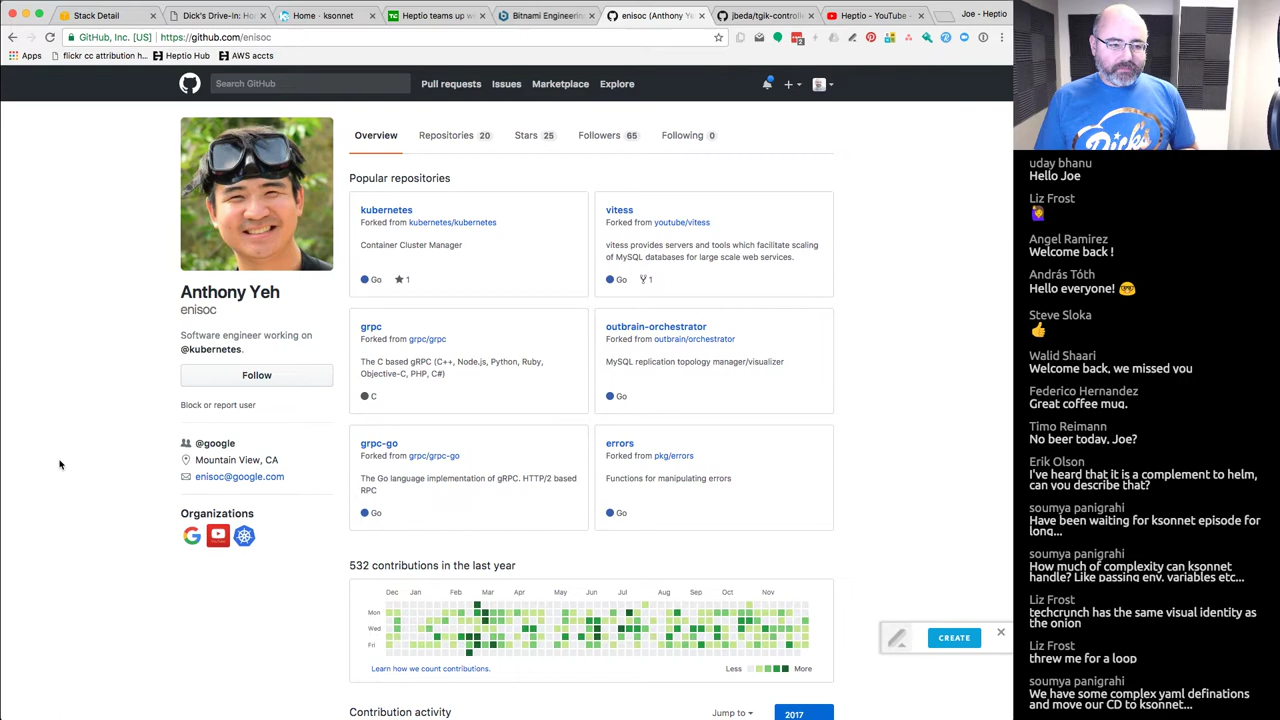 Stack Detail
Dick's Drive-In: Ho
Home · ksonnet
Heptio teams up w
Bitnami Engineerin
enisoc (Anthony Ye
jbeda/tgik-controlle
Heptio - YouTube -
Joe - Heptio
GitHub, Inc. [US]
https://github.com/enisoc
Apps
flickr cc attribution h...
Heptio Hub
AWS accts
Search GitHub
Pull requests
Issues
Marketplace
Explore
Overview
Repositories 20
Stars 25
Followers 65
Following 0
Popular repositories
kubernetes
Forked from kubernetes/kubernetes
Container Cluster Manager
Go
1
vitess
Forked from youtube/vitess
vitess provides servers and tools which facilitate scaling
of MySQL databases for large scale web services.
Go
1
grpc
Forked from grpc/grpc
The C based gRPC (C++, Node.js, Python, Ruby,
Objective-C, PHP, C#)
C
outbrain-orchestrator
Forked from outbrain/orchestrator
MySQL replication topology manager/visualizer
Go
grpc-go
Forked from grpc/grpc-go
The Go language implementation of gRPC. HTTP/2 based
RPC
Go
errors
Forked from pkg/errors
Functions for manipulating errors
Go
Anthony Yeh
enisoc
Software engineer working on
@kubernetes.
Follow
Block or report user
@google
Mountain View, CA
enisoc@google.com
Organizations
532 contributions in the last year
Dec Jan Feb Mar Apr May Jun Jul Aug Sep Oct Nov
Mon
Wed
Fri
Learn how we count contributions.
Less
More
Contribution activity
Jump to
2017
CREATE
Dick's
uday bhanu
Hello Joe
Liz Frost
Angel Ramirez
Welcome back !
András Tóth
Hello everyone! 🤓
Steve Sloka
👍
Walid Shaari
Welcome back, we missed you
Federico Hernandez
Great coffee mug.
Timo Reimann
No beer today, Joe?
Erik Olson
I've heard that it is a complement to helm,
can you describe that?
soumya panigrahi
Have been waiting for ksonnet episode for
long...
soumya panigrahi
How much of complexity can ksonnet
handle? Like passing env. variables etc...
Liz Frost
techcrunch has the same visual identity as
the onion
Liz Frost
threw me for a loop
soumya panigrahi
We have some complex yaml definations
and move our CD to ksonnet...